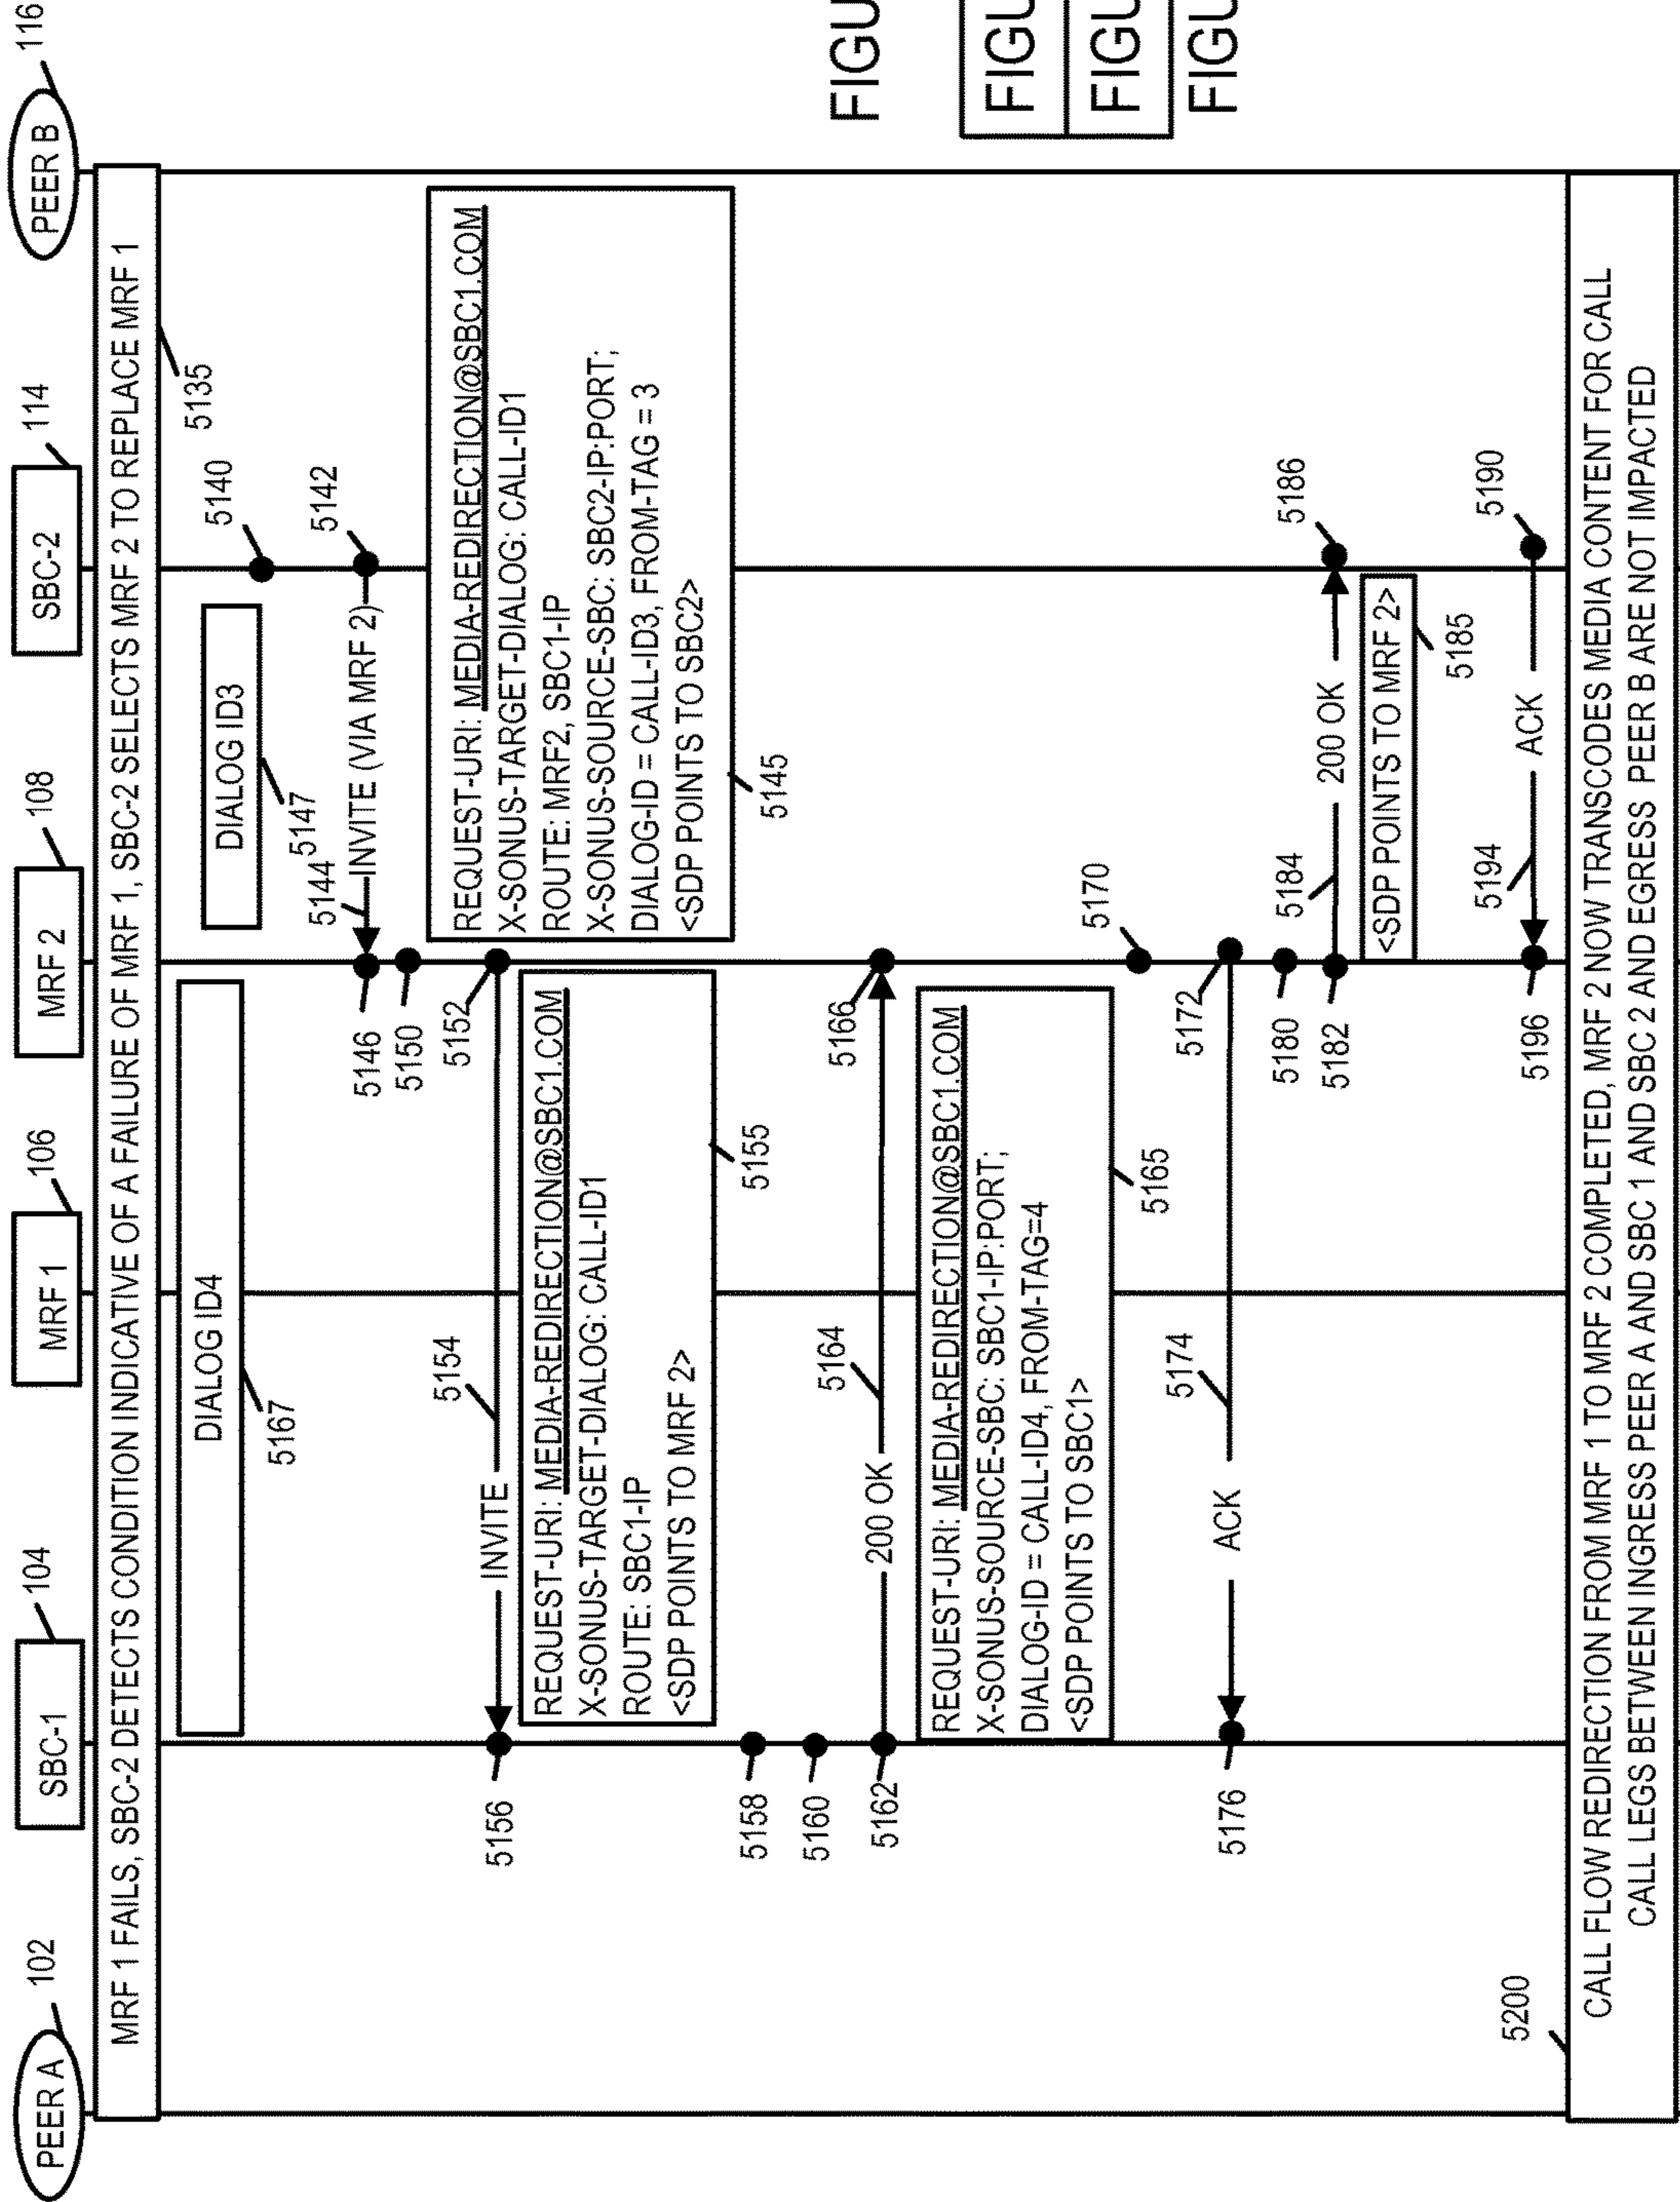 PEER A
102
SBC-1
104
MRF 1
106
MRF 2
108
SBC-2
114
PEER B
116
MRF 1 FAILS, SBC-2 DETECTS CONDITION INDICATIVE OF A FAILURE OF MRF 1, SBC-2 SELECTS MRF 2 TO REPLACE MRF 1
5135
DIALOG ID4
5167
DIALOG ID3
5147
5140
5142
5144
INVITE (VIA MRF 2)
5146
5150
REQUEST-URI: MEDIA-REDIRECTION@SBC1.COM
X-SONUS-TARGET-DIALOG: CALL-ID1
ROUTE: MRF2, SBC1-IP
X-SONUS-SOURCE-SBC: SBC2-IP:PORT;
DIALOG-ID = CALL-ID3, FROM-TAG = 3
<SDP POINTS TO SBC2>
5145
5152
5154
INVITE
5156
REQUEST-URI: MEDIA-REDIRECTION@SBC1.COM
X-SONUS-TARGET-DIALOG: CALL-ID1
ROUTE: SBC1-IP
<SDP POINTS TO MRF 2>
5155
5158
5160
5162
200 OK
5164
5166
REQUEST-URI: MEDIA-REDIRECTION@SBC1.COM
X-SONUS-SOURCE-SBC: SBC1-IP:PORT;
DIALOG-ID = CALL-ID4, FROM-TAG=4
<SDP POINTS TO SBC1>
5165
5170
5172
5174
ACK
5176
5180
5182
5184
200 OK
5186
<SDP POINTS TO MRF 2>
5185
5190
ACK
5194
5196
5200
CALL FLOW REDIRECTION FROM MRF 1 TO MRF 2 COMPLETED, MRF 2 NOW TRANSCODES MEDIA CONTENT FOR CALL
CALL LEGS BETWEEN INGRESS PEER A AND SBC 1 AND SBC 2 AND EGRESS PEER B ARE NOT IMPACTED
FIGU
FIGU
FIGU
FIGU